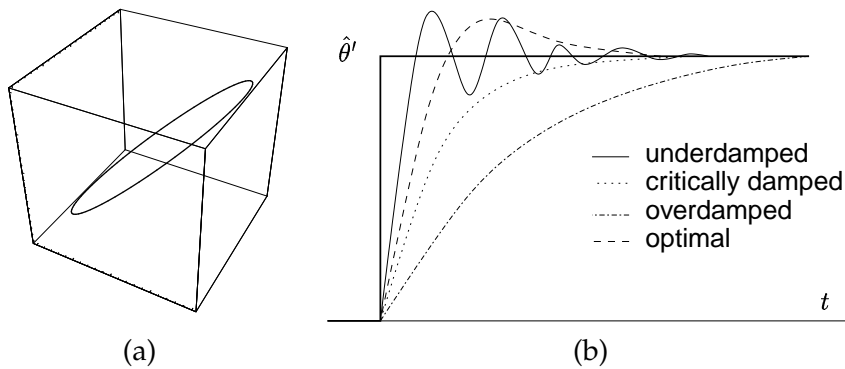 θ̂′
underdamped
critically damped
overdamped
optimal
t
(a)
(b)